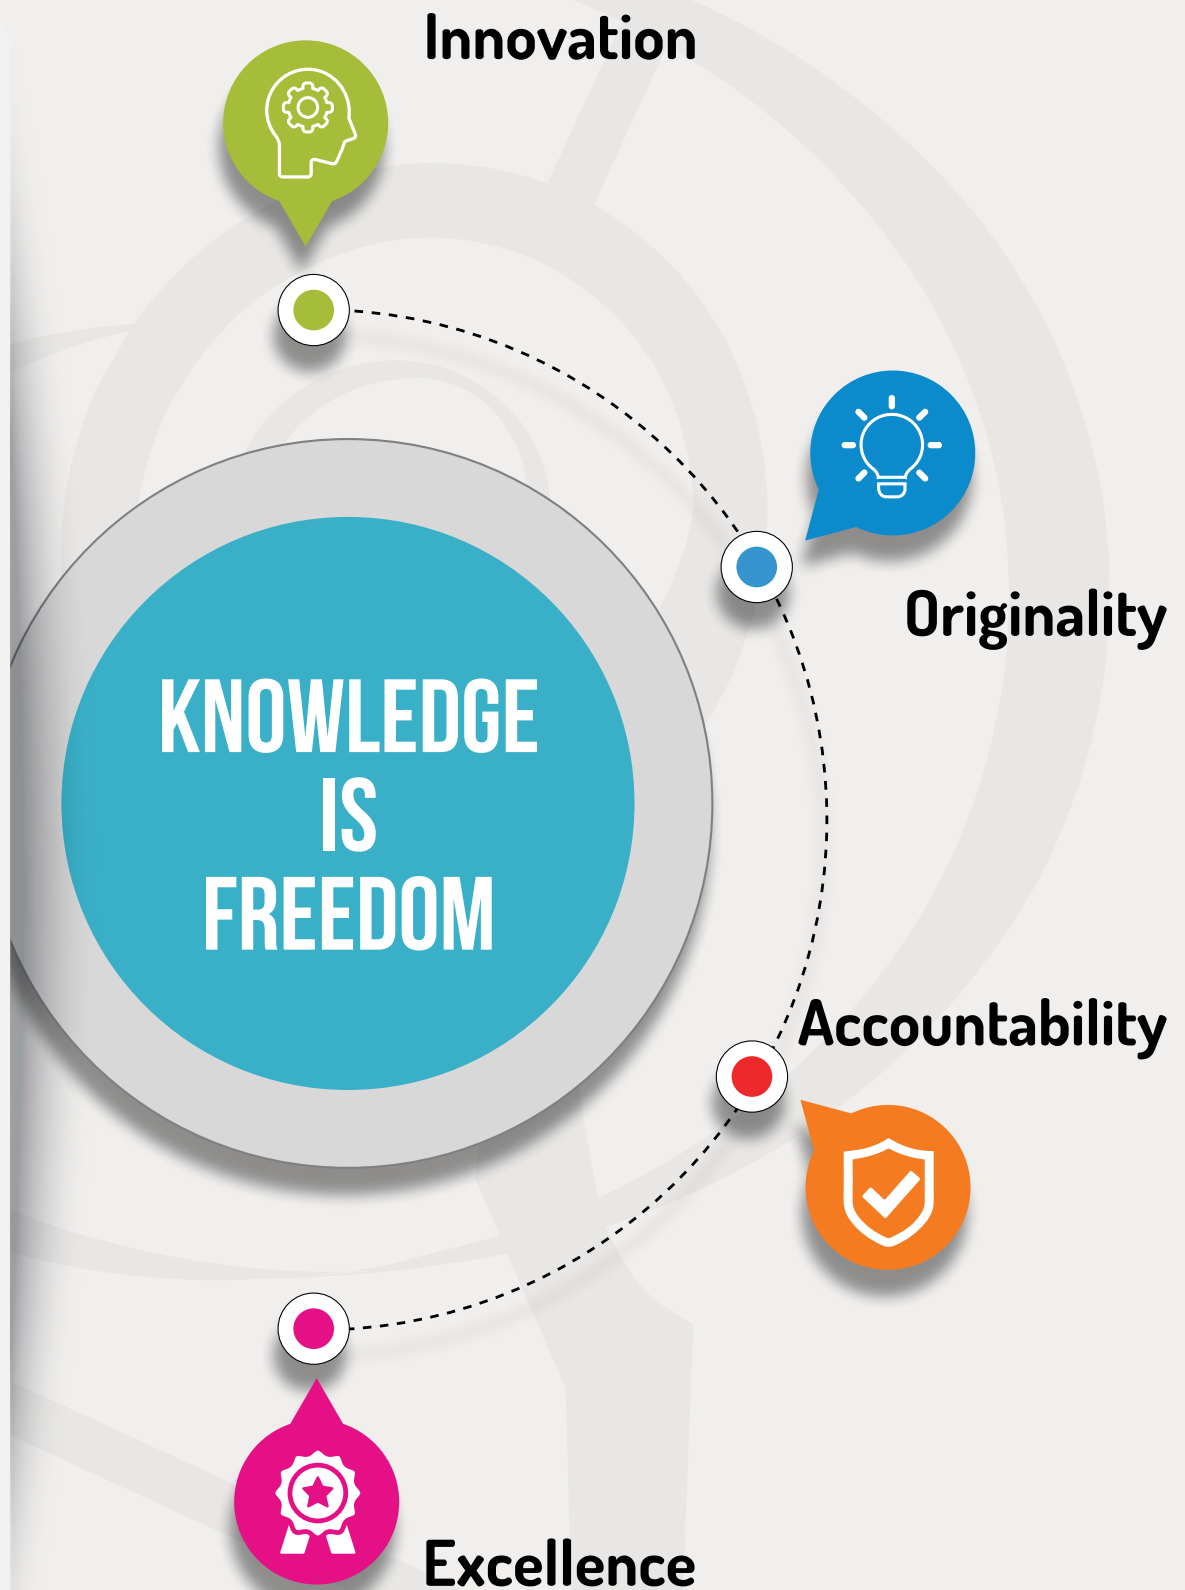 Innovation
Originality
KNOWLEDGE
IS
FREEDOM
Accountability
Excellence